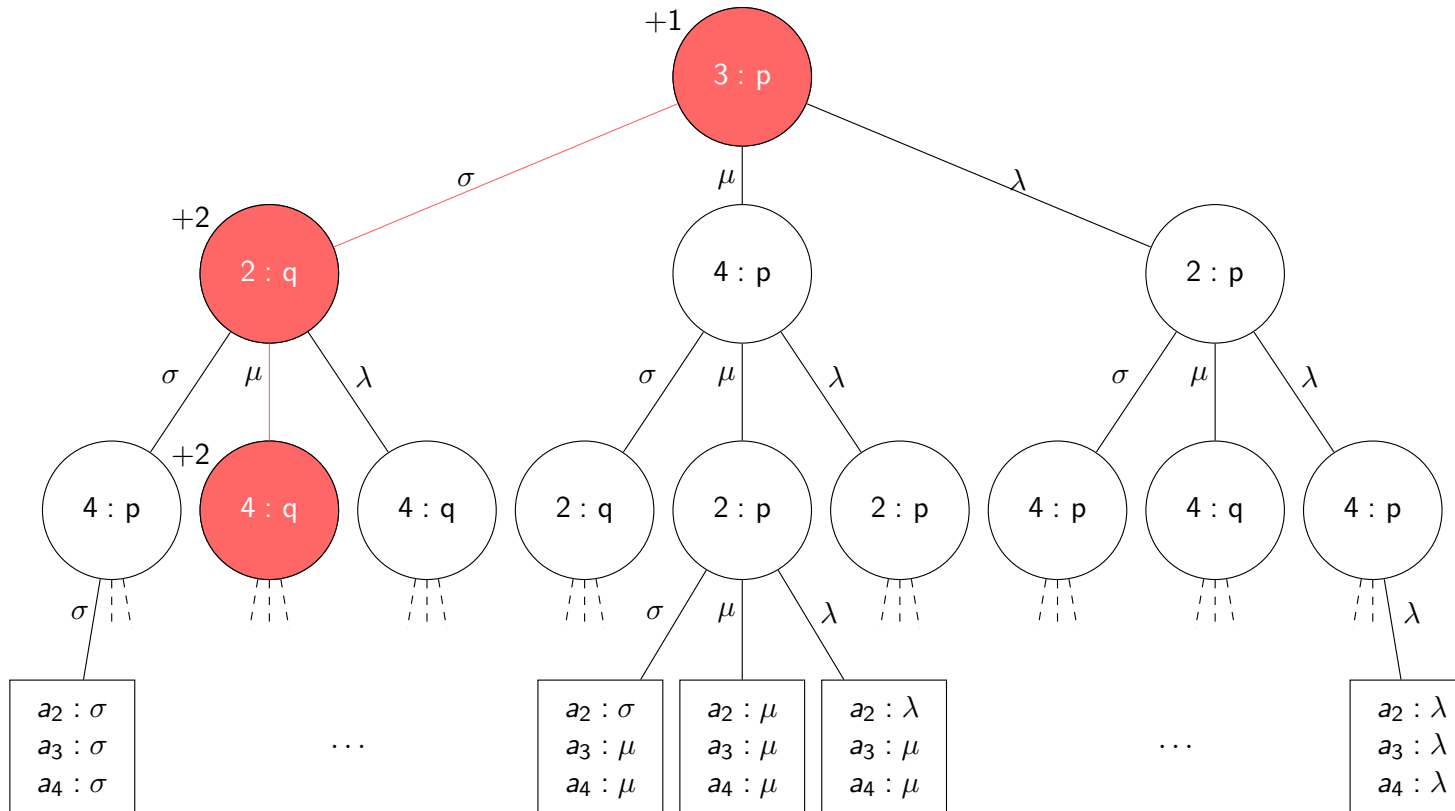 +1
3 : p
σ μ λ
+2
2 : q 4 : p 2 : p
σ μ λ σ μ λ σ μ λ
+2
4 : p 4 : q 4 : q 2 : q 2 : p 2 : p 4 : p 4 : q 4 : p
σ σ μ λ λ
a₂ : σ a₂ : σ a₂ : μ a₂ : λ a₂ : λ
a₃ : σ ... a₃ : μ a₃ : μ a₃ : μ ... a₃ : λ
a₄ : σ a₄ : μ a₄ : μ a₄ : μ a₄ : λ